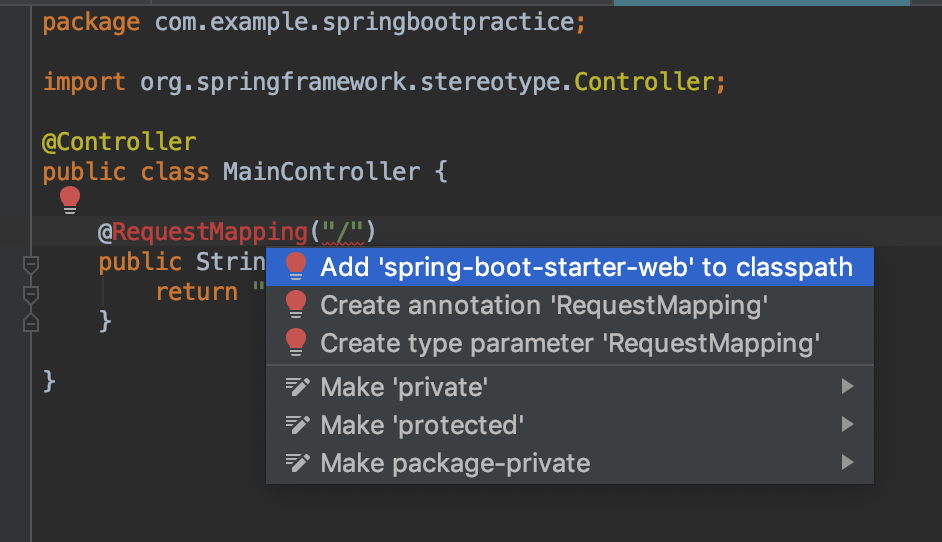 package com.example.springbootpractice;
import org.springframework.stereotype.Controller;
@Controller
public class MainController {
@RequestMapping("/")
public Strin
return "
}
}
Add 'spring-boot-starter-web' to classpath
Create annotation 'RequestMapping'
Create type parameter 'RequestMapping'
Make 'private'
Make 'protected'
Make package-private